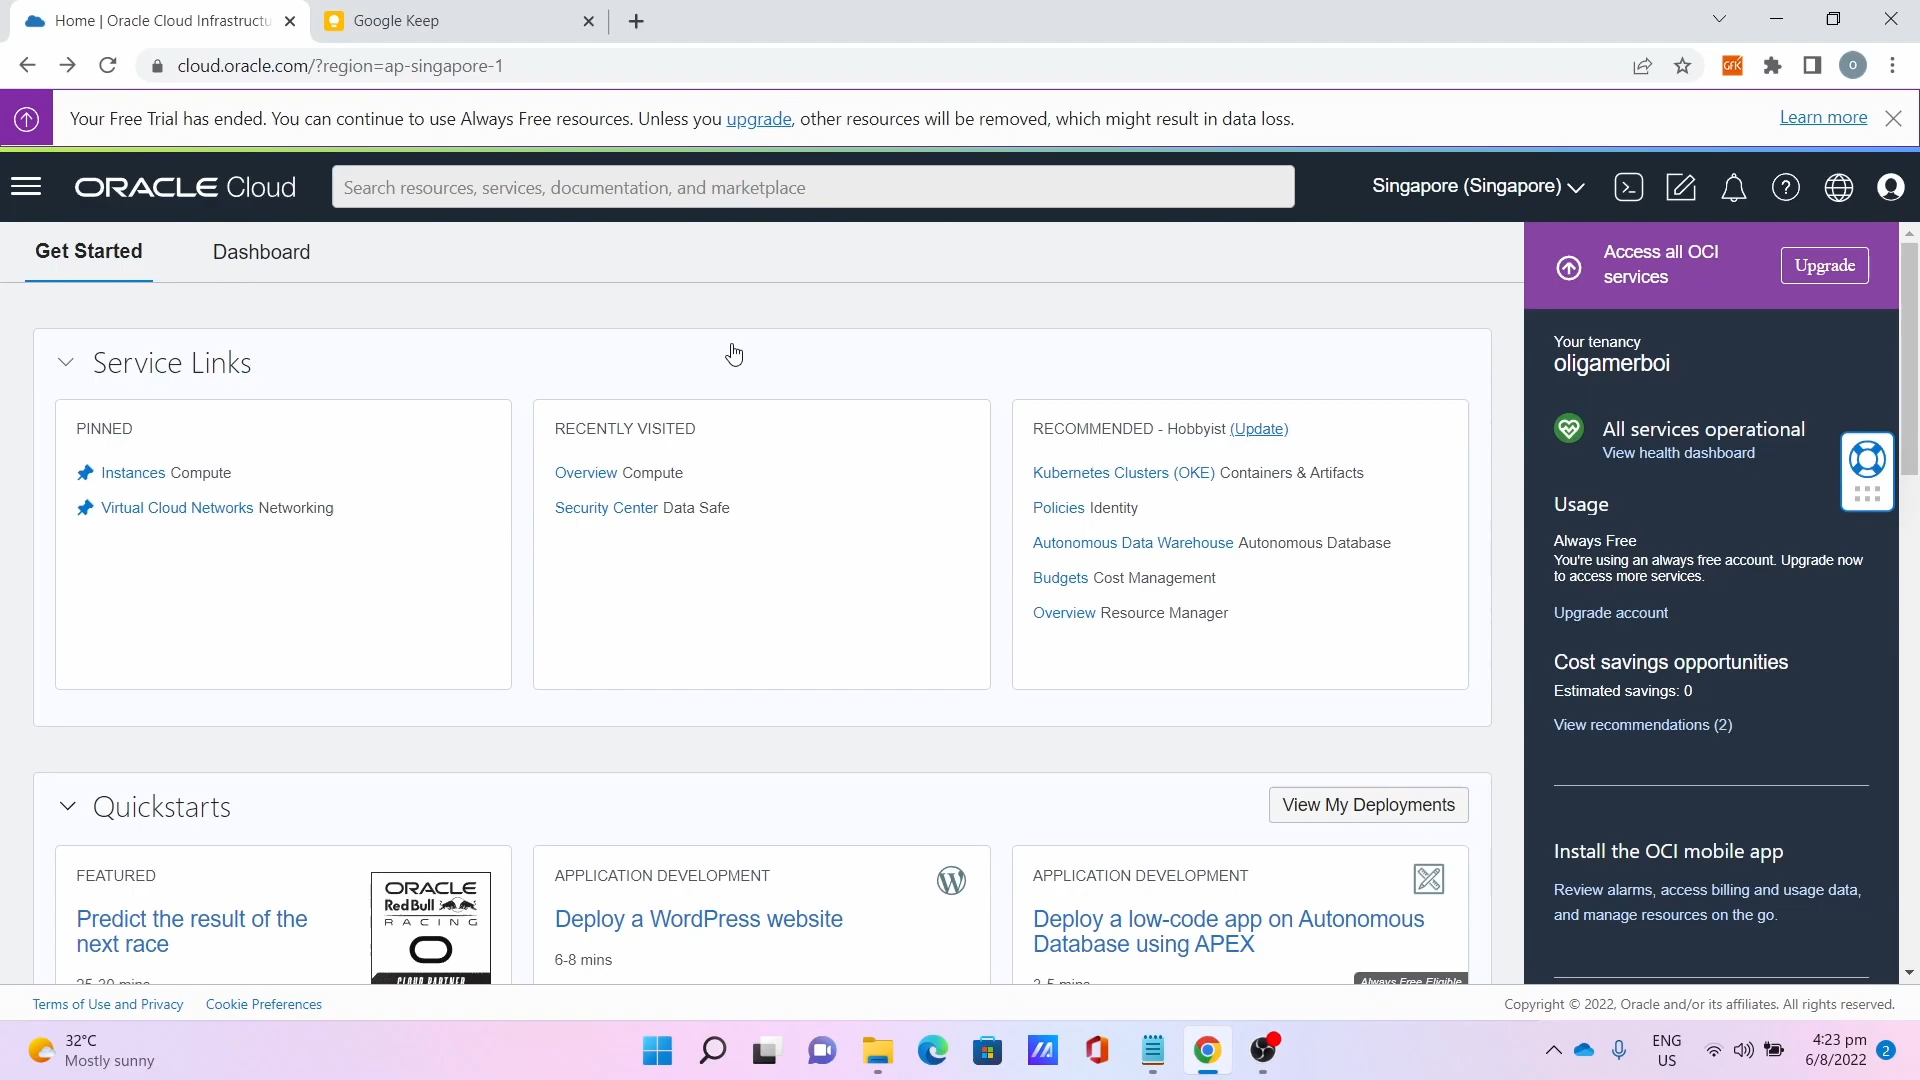 Home | Oracle Cloud Infrastructu
Google Keep
cloud.oracle.com/?region=ap-singapore-1
GFK
O
Your Free Trial has ended. You can continue to use Always Free resources. Unless you upgrade, other resources will be removed, which might result in data loss.
Learn more
ORACLE Cloud
Search resources, services, documentation, and marketplace
Singapore (Singapore)
Get Started
Dashboard
Access all OCI
services
Upgrade
Service Links
PINNED
Instances Compute
Virtual Cloud Networks Networking
RECENTLY VISITED
Overview Compute
Security Center Data Safe
RECOMMENDED - Hobbyist (Update)
Kubernetes Clusters (OKE) Containers & Artifacts
Policies Identity
Autonomous Data Warehouse Autonomous Database
Budgets Cost Management
Overview Resource Manager
Your tenancy
oligamerboi
All services operational
View health dashboard
Usage
Always Free
You're using an always free account. Upgrade now
to access more services.
Upgrade account
Cost savings opportunities
Estimated savings: 0
View recommendations (2)
Install the OCI mobile app
Review alarms, access billing and usage data,
and manage resources on the go.
Quickstarts
View My Deployments
FEATURED
Predict the result of the
next race
25-30 mins
ORACLE
Red Bull
RACING
CLOUD PARTNER
APPLICATION DEVELOPMENT
Deploy a WordPress website
6-8 mins
APPLICATION DEVELOPMENT
Deploy a low-code app on Autonomous
Database using APEX
Always Free Eligible
Terms of Use and Privacy
Cookie Preferences
Copyright © 2022, Oracle and/or its affiliates. All rights reserved.
32°C
Mostly sunny
ENG
US
4:23 pm
6/8/2022
2